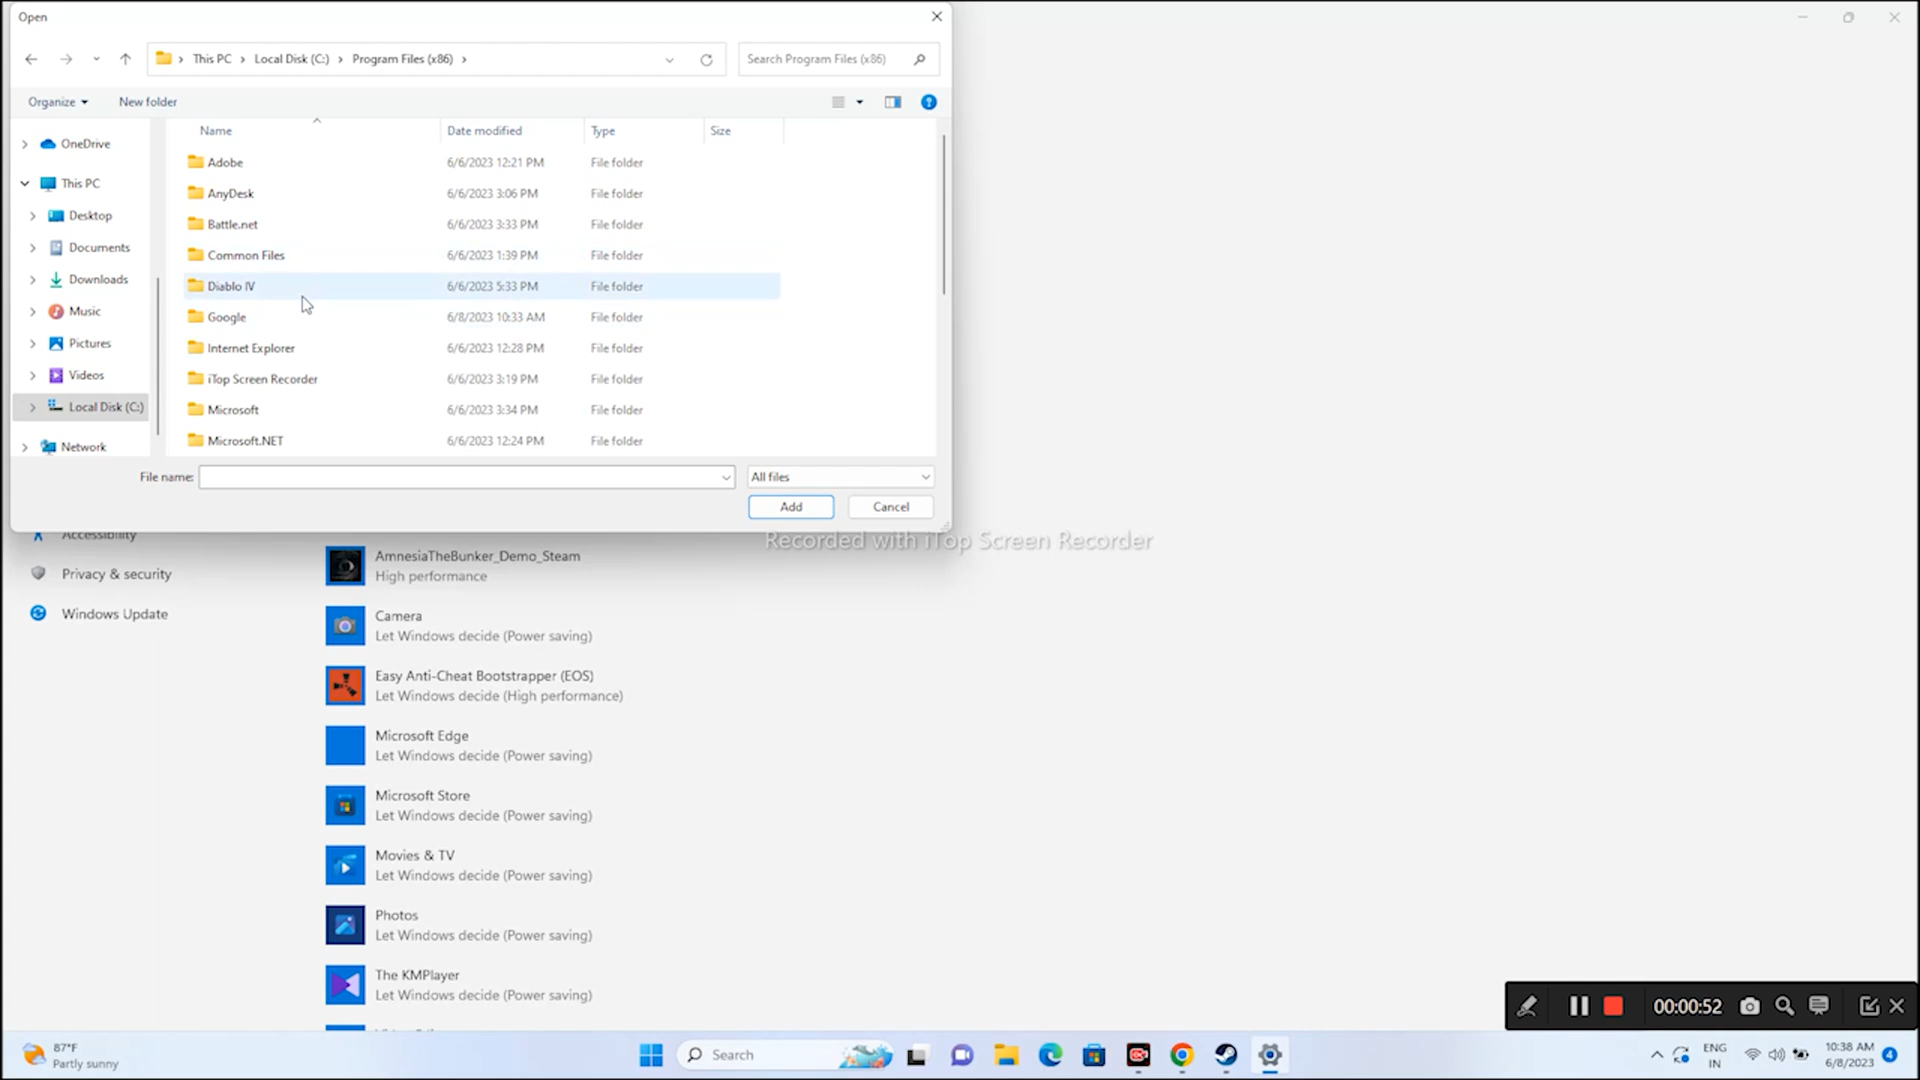 Open
This PC
Local Disk (C:)
Program Files (x86)
Search Program Files (x86)
Organize
New folder
Name
Date modified
Type
Size
OneDrive
This PC
Desktop
Documents
Downloads
Music
Pictures
Videos
Local Disk (C:)
Network
Adobe 6/6/2023 12:21 PM File folder
AnyDesk 6/6/2023 3:06 PM File folder
Battle.net 6/6/2023 3:33 PM File folder
Common Files 6/6/2023 1:39 PM File folder
Diablo IV 6/6/2023 5:33 PM File folder
Google 6/8/2023 10:33 AM File folder
Internet Explorer 6/6/2023 12:28 PM File folder
iTop Screen Recorder 6/6/2023 3:19 PM File folder
Microsoft 6/6/2023 3:34 PM File folder
Microsoft.NET 6/6/2023 12:24 PM File folder
File name:
All files
Add
Cancel
Recorded with iTop Screen Recorder
Accessibility
Privacy & security
Windows Update
AmnesiaTheBunker_Demo_Steam
High performance
Camera
Let Windows decide (Power saving)
Easy Anti-Cheat Bootstrapper (EOS)
Let Windows decide (High performance)
Microsoft Edge
Let Windows decide (Power saving)
Microsoft Store
Let Windows decide (Power saving)
Movies & TV
Let Windows decide (Power saving)
Photos
Let Windows decide (Power saving)
The KMPlayer
Let Windows decide (Power saving)
00:00:52
87°F
Partly sunny
Search
ENG
IN
10:38 AM
6/8/2023
4